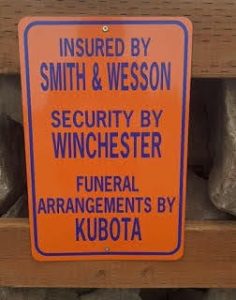 INSURED BY
SMITH & WESSON
SECURITY BY
WINCHESTER
FUNERAL
ARRANGEMENTS BY
KUBOTA